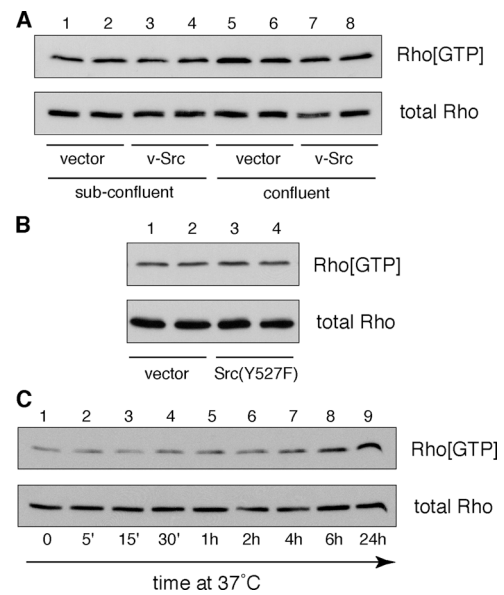 A
1 2 3 4 5 6 7 8
Rho[GTP]
total Rho
vector v-Src vector v-Src
sub-confluent confluent
B
1 2 3 4
Rho[GTP]
total Rho
vector Src(Y527F)
C
1 2 3 4 5 6 7 8 9
Rho[GTP]
total Rho
0 5' 15' 30' 1h 2h 4h 6h 24h
time at 37°C